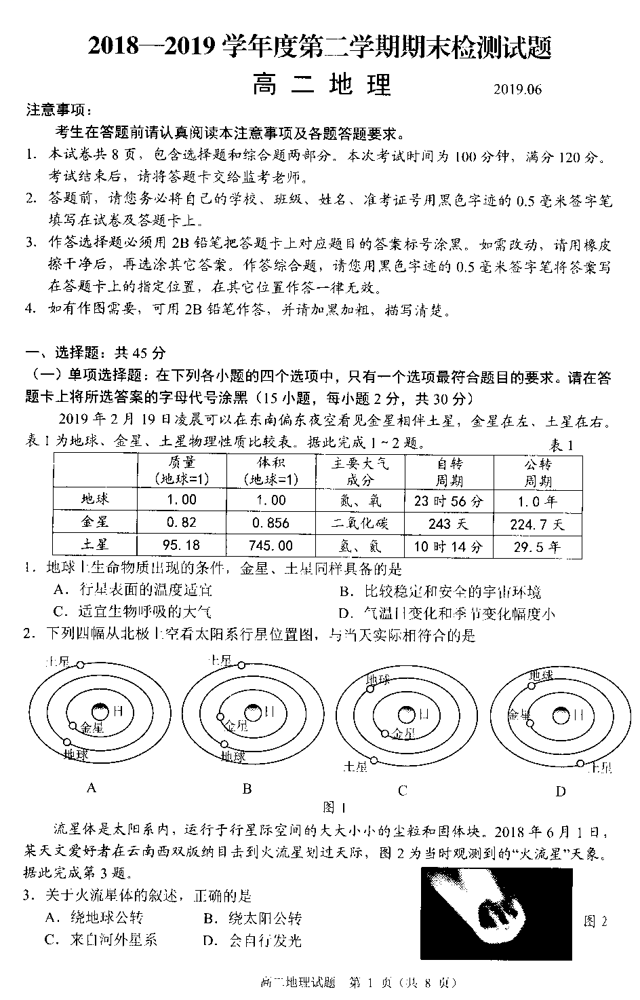 2018—2019 学年度第二学期期末检测试题
高 二 地 理 2019.06
注意事项：
考生在答题前请认真阅读本注意事项及各题答题要求。
1. 本试卷共 8 页，包含选择题和综合题两部分。本次考试时间为 100 分钟，满分 120 分。
考试结束后，请将答题卡交给监考老师。
2. 答题前，请您务必将自己的学校、班级、姓名、准考证号用黑色字迹的 0.5 毫米签字笔
填写在试卷及答题卡上。
3. 作答选择题必须用 2B 铅笔把答题卡上对应题目的答案标号涂黑。如需改动，请用橡皮
擦干净后，再选涂其它答案。作答综合题，请您用黑色字迹的 0.5 毫米签字笔将答案写
在答题卡上的指定位置，在其它位置作答一律无效。
4. 如有作图需要，可用 2B 铅笔作答，并请加黑加粗，描写清楚。
一、选择题：共 45 分
（一）单项选择题：在下列各小题的四个选项中，只有一个选项最符合题目的要求。请在答
题卡上将所选答案的字母代号涂黑（15 小题，每小题 2 分，共 30 分）
2019 年 2 月 19 日凌晨可以在东南偏东夜空看见金星相伴土星，金星在左、土星在右。
表 1 为地球、金星、土星物理性质比较表。据此完成 1～2 题。 表 1
质量 体积 主要大气 自转 公转
(地球=1) (地球=1) 成分 周期 周期
地球 1.00 1.00 氮、氧 23 时 56 分 1.0 年
金星 0.82 0.856 二氧化碳 243 天 224.7 天
土星 95.18 745.00 氢、氦 10 时 14 分 29.5 年
1. 地球上生命物质出现的条件，金星、土星同样具备的是
A. 行星表面的温度适宜 B. 比较稳定和安全的宇宙环境
C. 适宜生物呼吸的大气 D. 气温日变化和季节变化幅度小
2. 下列四幅从北极上空看太阳系行星位置图，与当天实际相符合的是
土星 日 金星 地球
土星 日 金星 地球
地球 日 金星 土星
地球 金星 日 土星
A B C D
图 1
流星体是太阳系内，运行于行星际空间的大大小小的尘粒和固体块。2018 年 6 月 1 日，
某天文爱好者在云南西双版纳目击到火流星划过天际，图 2 为当时观测到的“火流星”天象。
据此完成第 3 题。
3. 关于火流星体的叙述，正确的是
A. 绕地球公转 B. 绕太阳公转
C. 来自河外星系 D. 会自行发光
图 2
高二地理试题 第 1 页（共 8 页）